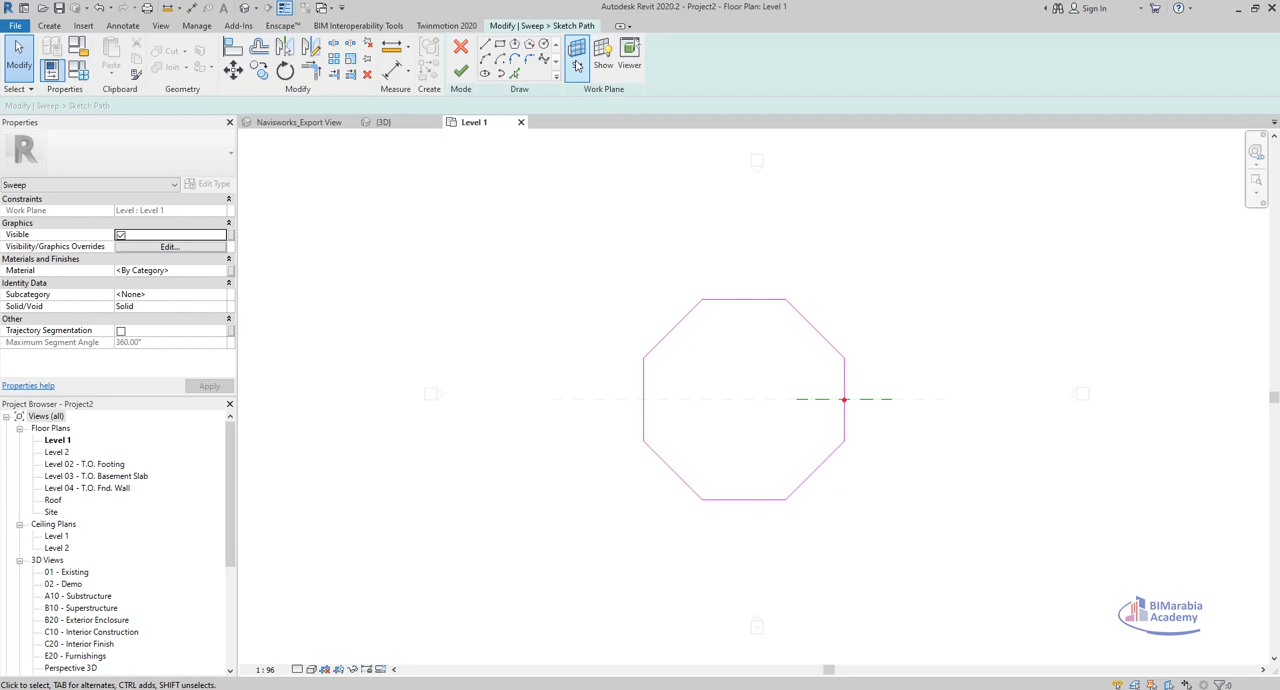 Autodesk Revit 2020.2 - Project2 - Floor Plan: Level 1
Sign In
File Create Insert Annotate View Manage Add-Ins Enscape™ BIM Interoperability Tools Twinmotion 2020 Modify | Sweep > Sketch Path
Modify Paste Cut Join Show Viewer
Select Properties Clipboard Geometry Modify Measure Create Mode Draw Work Plane
Modify | Sweep > Sketch Path
Properties
Navisworks_Export View
{3D}
Level 1
Sweep
Edit Type
Constraints
Work Plane Level : Level 1
Graphics
Visible
Visibility/Graphics Overrides Edit...
Materials and Finishes
Material <By Category>
Identity Data
Subcategory <None>
Solid/Void Solid
Other
Trajectory Segmentation
Maximum Segment Angle 360.00°
Properties help
Apply
Project Browser - Project2
Views (all)
Floor Plans
Level 1
Level 2
Level 02 - T.O. Footing
Level 03 - T.O. Basement Slab
Level 04 - T.O. Fnd. Wall
Roof
Site
Ceiling Plans
Level 1
Level 2
3D Views
01 - Existing
02 - Demo
A10 - Substructure
B10 - Superstructure
B20 - Exterior Enclosure
C10 - Interior Construction
C20 - Interior Finish
E20 - Furnishings
Perspective 3D
BIMarabia
Academy
1 : 96
Click to select, TAB for alternates, CTRL adds, SHIFT unselects.
:0